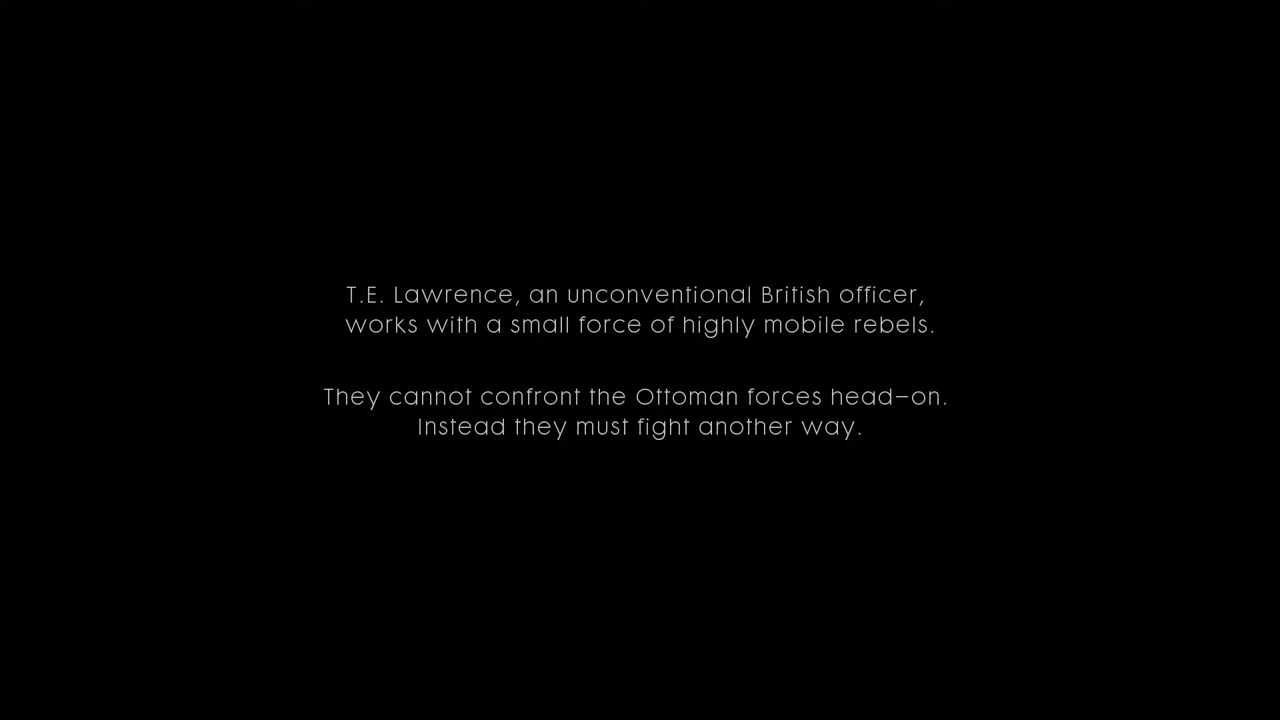 T.E. Lawrence, an unconventional British officer,
works with a small force of highly mobile rebels.
They cannot confront the Ottoman forces head–on.
Instead they must fight another way.